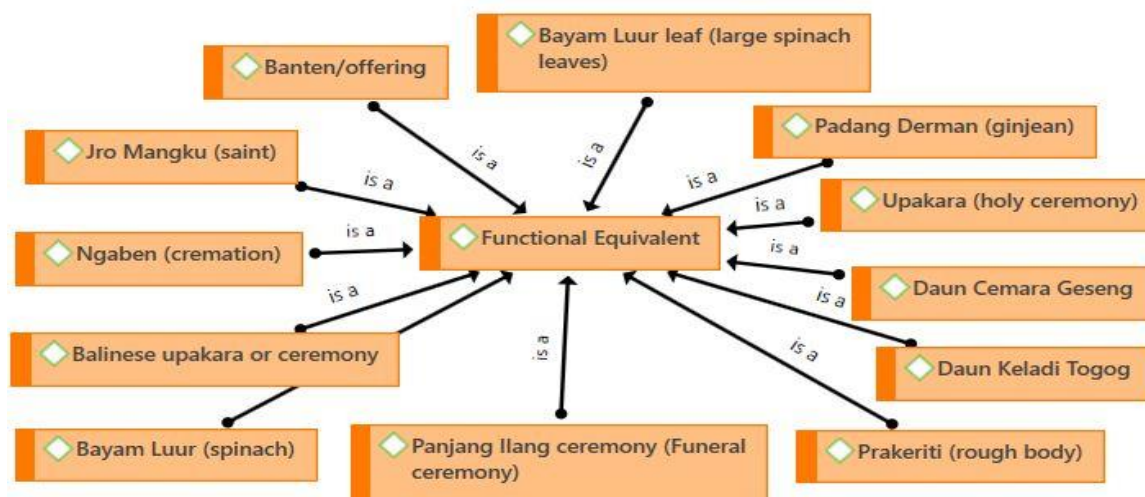 Bayam Luur leaf (large spinach
leaves)
Banten/offering
Padang Derman (ginjean)
Jro Mangku (saint)
is a
is a
is a
is a
is a
Upakara (holy ceremony)
is a
Functional Equivalent
Ngaben (cremation)
is a
is a
Daun Cemara Geseng
is a
is a
Balinese upakara or ceremony
is a
is a
Daun Keladi Togog
Bayam Luur (spinach)
Panjang Ilang ceremony (Funeral
ceremony)
Prakeriti (rough body)